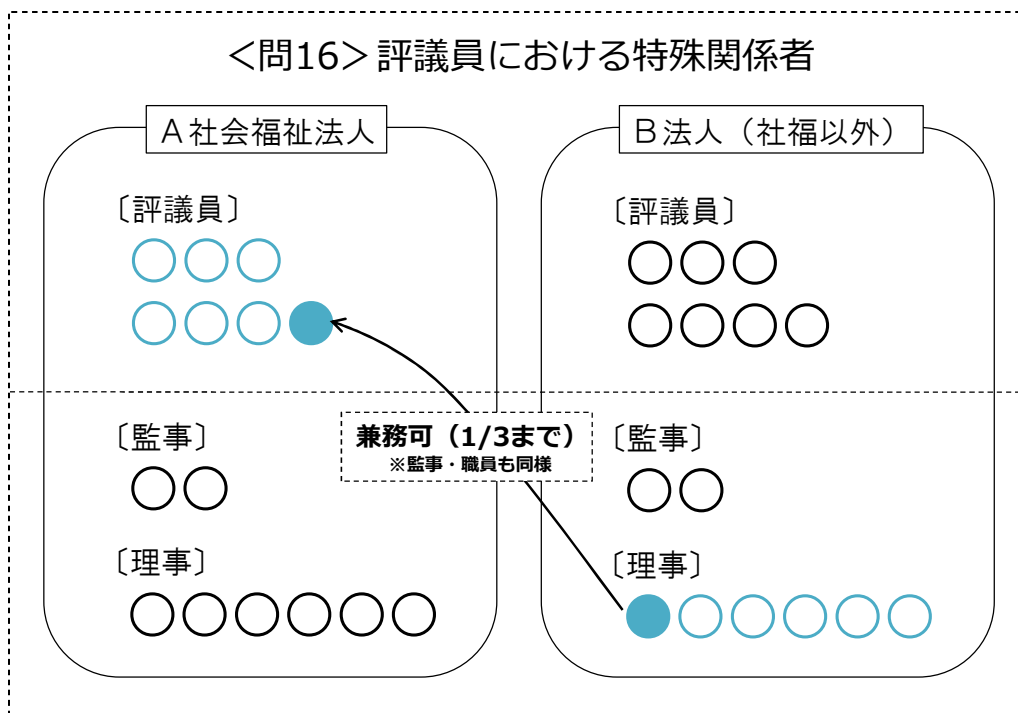 ＜問16＞評議員における特殊関係者
Ａ社会福祉法人
Ｂ法人（社福以外）
〔評議員〕
〔評議員〕
兼務可（1/3まで）
※監事・職員も同様
〔監事〕
〔監事〕
〔理事〕
〔理事〕